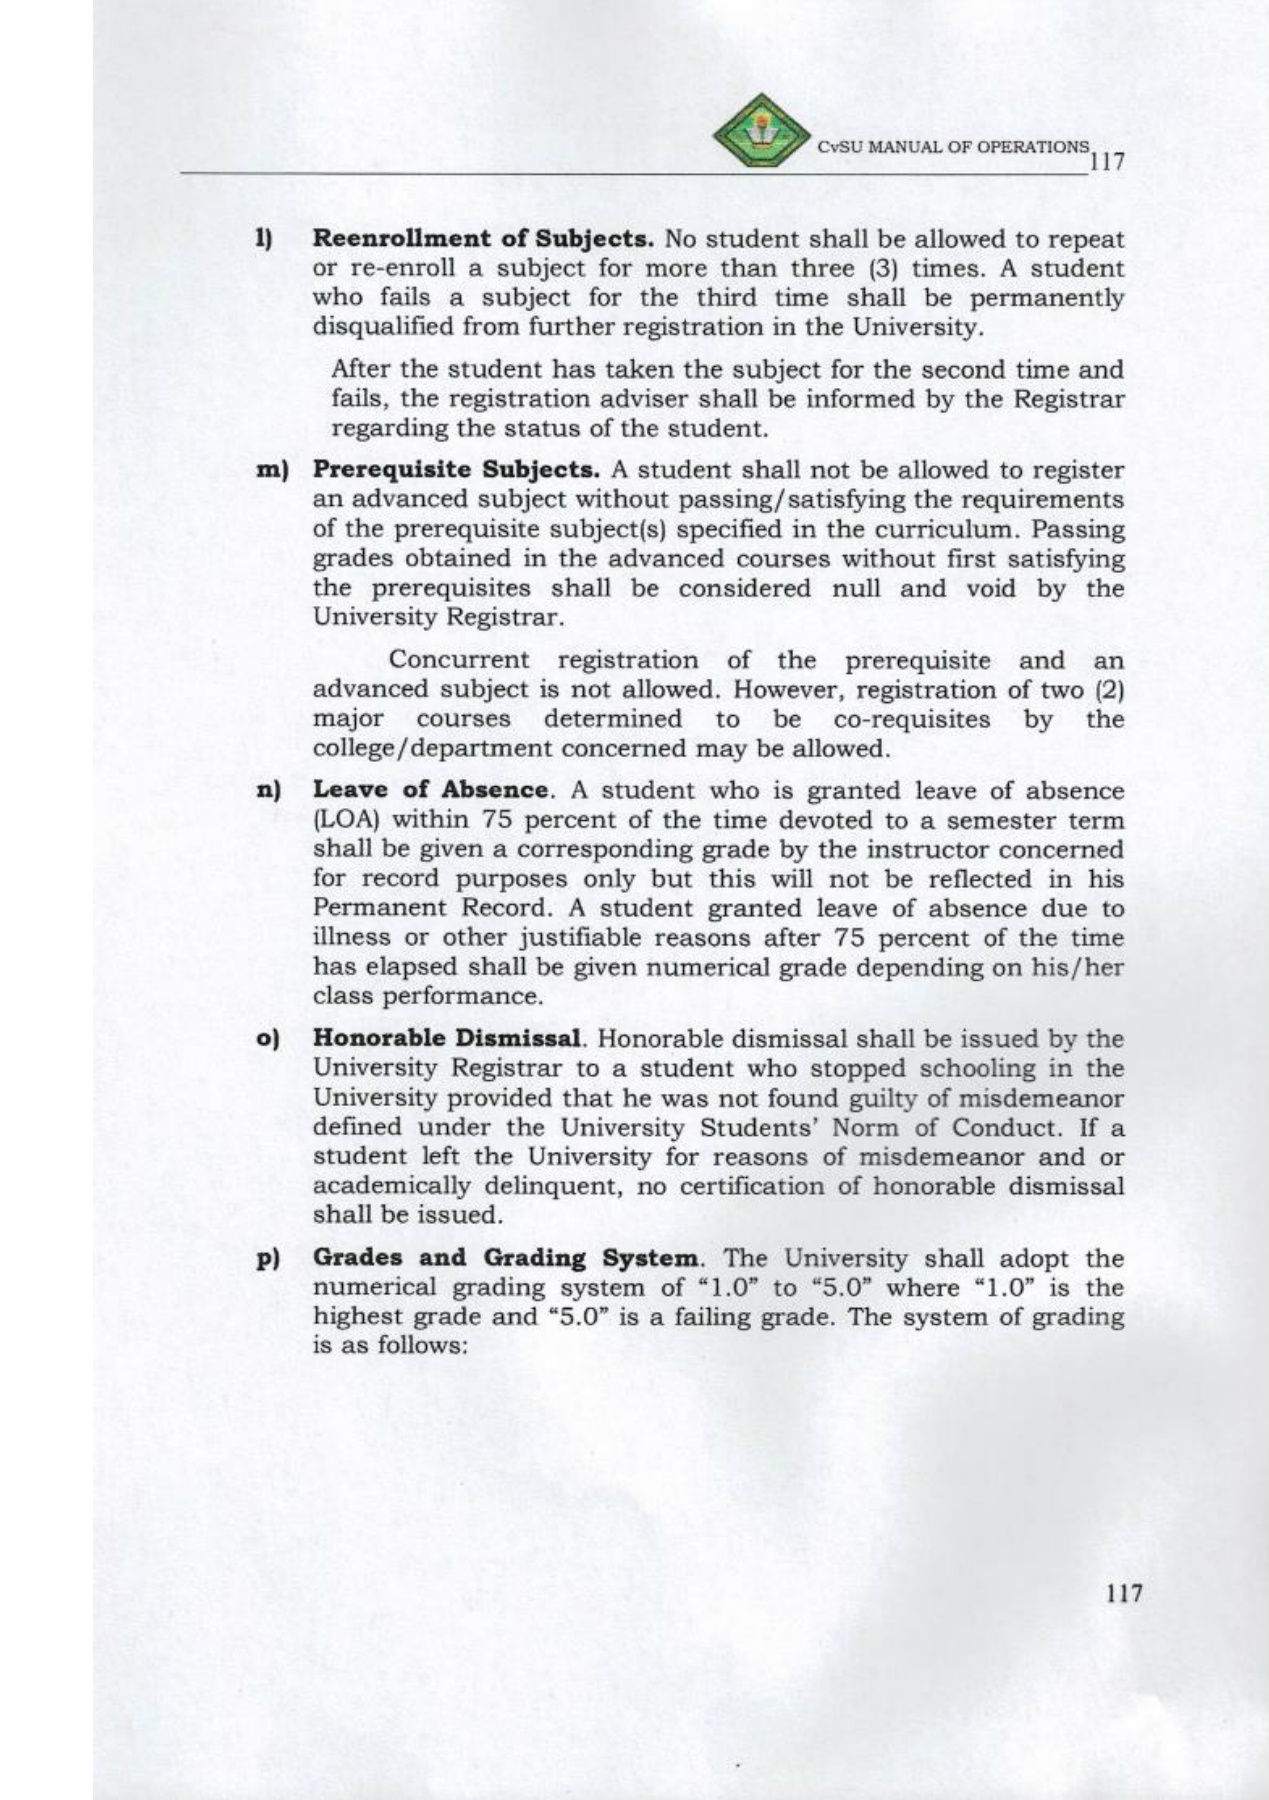 CvSU MANUAL OF OPERATIONS
117
l) Reenrollment of Subjects. No student shall be allowed to repeat
or re-enroll a subject for more than three (3) times. A student
who fails a subject for the third time shall be permanently
disqualified from further registration in the University.
After the student has taken the subject for the second time and
fails, the registration adviser shall be informed by the Registrar
regarding the status of the student.
m) Prerequisite Subjects. A student shall not be allowed to register
an advanced subject without passing/satisfying the requirements
of the prerequisite subject(s) specified in the curriculum. Passing
grades obtained in the advanced courses without first satisfying
the prerequisites shall be considered null and void by the
University Registrar.
Concurrent registration of the prerequisite and an
advanced subject is not allowed. However, registration of two (2)
major courses determined to be co-requisites by the
college/department concerned may be allowed.
n) Leave of Absence. A student who is granted leave of absence
(LOA) within 75 percent of the time devoted to a semester term
shall be given a corresponding grade by the instructor concerned
for record purposes only but this will not be reflected in his
Permanent Record. A student granted leave of absence due to
illness or other justifiable reasons after 75 percent of the time
has elapsed shall be given numerical grade depending on his/her
class performance.
o) Honorable Dismissal. Honorable dismissal shall be issued by the
University Registrar to a student who stopped schooling in the
University provided that he was not found guilty of misdemeanor
defined under the University Students' Norm of Conduct. If a
student left the University for reasons of misdemeanor and or
academically delinquent, no certification of honorable dismissal
shall be issued.
p) Grades and Grading System. The University shall adopt the
numerical grading system of “1.0” to “5.0” where “1.0” is the
highest grade and “5.0” is a failing grade. The system of grading
is as follows:
117